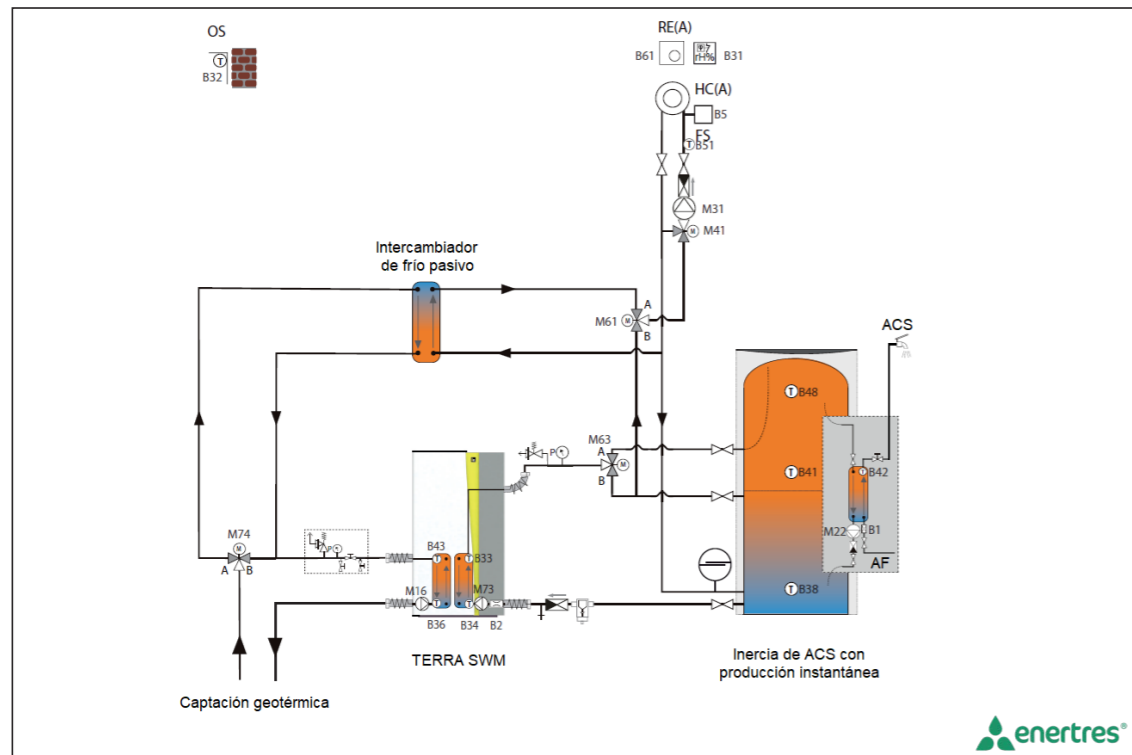 OS
T
B32
RE(A)
B61
rH%
B31
HC(A)
B5
FS
T
B51
M31
M
M41
Intercambiador
de frío pasivo
A
M61
M
B
ACS
T
B48
M63
A
M
B
P
T
B41
T
B42
M22
B1
AF
M74
M
A
B
P
B43
T
T
B33
M16
M73
T
T
B36
B34
B2
T
B38
TERRA SWM
Inercia de ACS con
producción instantánea
Captación geotérmica
enertres®